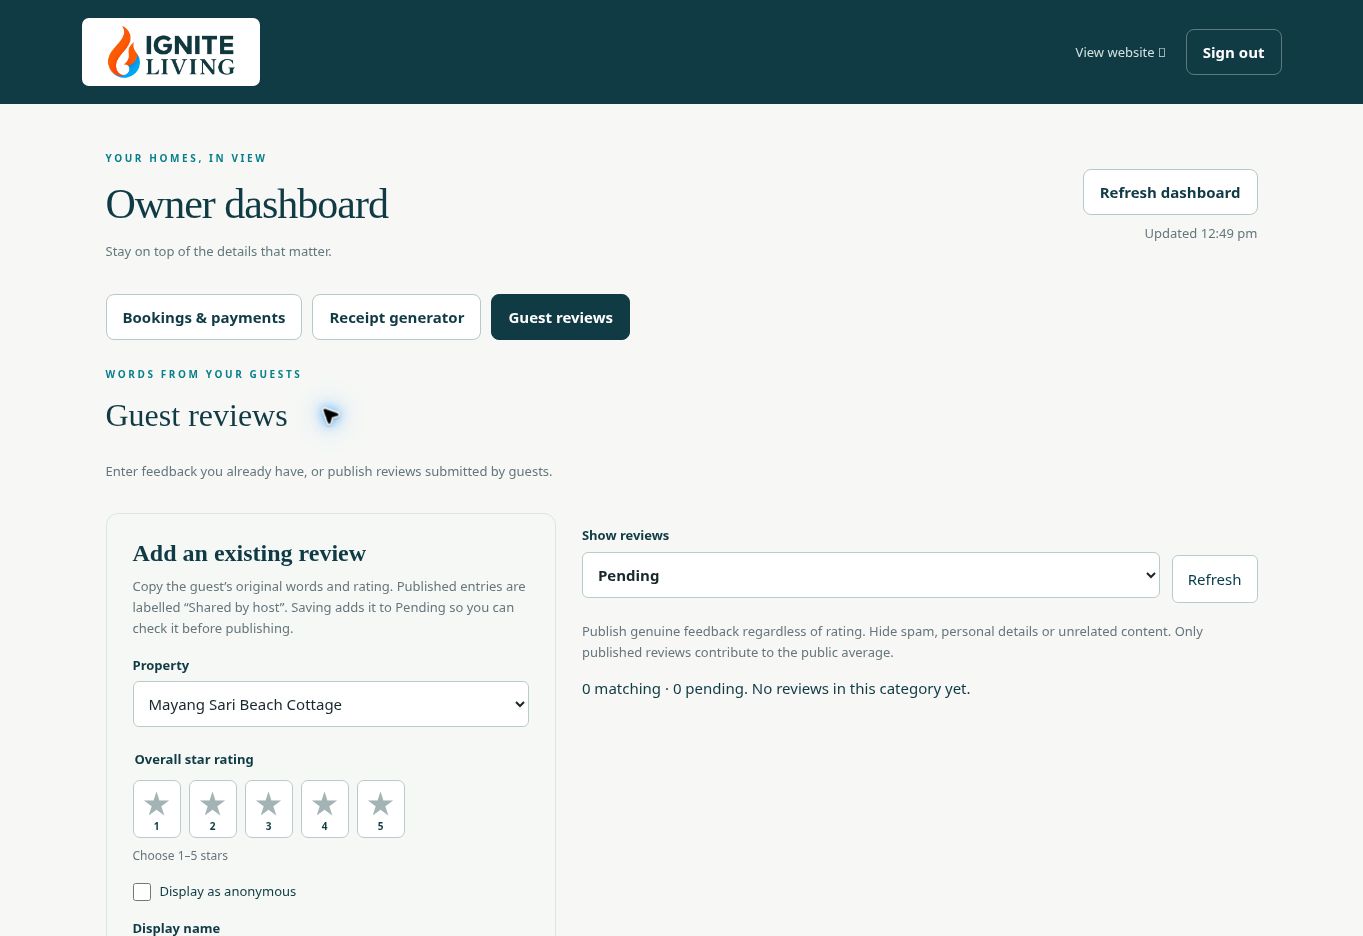 IGNITE
LIVING
View website
Sign out
YOUR HOMES, IN VIEW
Owner dashboard
Stay on top of the details that matter.
Refresh dashboard
Updated 12:49 pm
Bookings & payments
Receipt generator
Guest reviews
WORDS FROM YOUR GUESTS
Guest reviews
Enter feedback you already have, or publish reviews submitted by guests.
Add an existing review
Copy the guest’s original words and rating. Published entries are
labelled “Shared by host”. Saving adds it to Pending so you can
check it before publishing.
Property
Mayang Sari Beach Cottage
Overall star rating
1
2
3
4
5
Choose 1–5 stars
Display as anonymous
Display name
Show reviews
Pending
Refresh
Publish genuine feedback regardless of rating. Hide spam, personal details or unrelated content. Only
published reviews contribute to the public average.
0 matching · 0 pending. No reviews in this category yet.